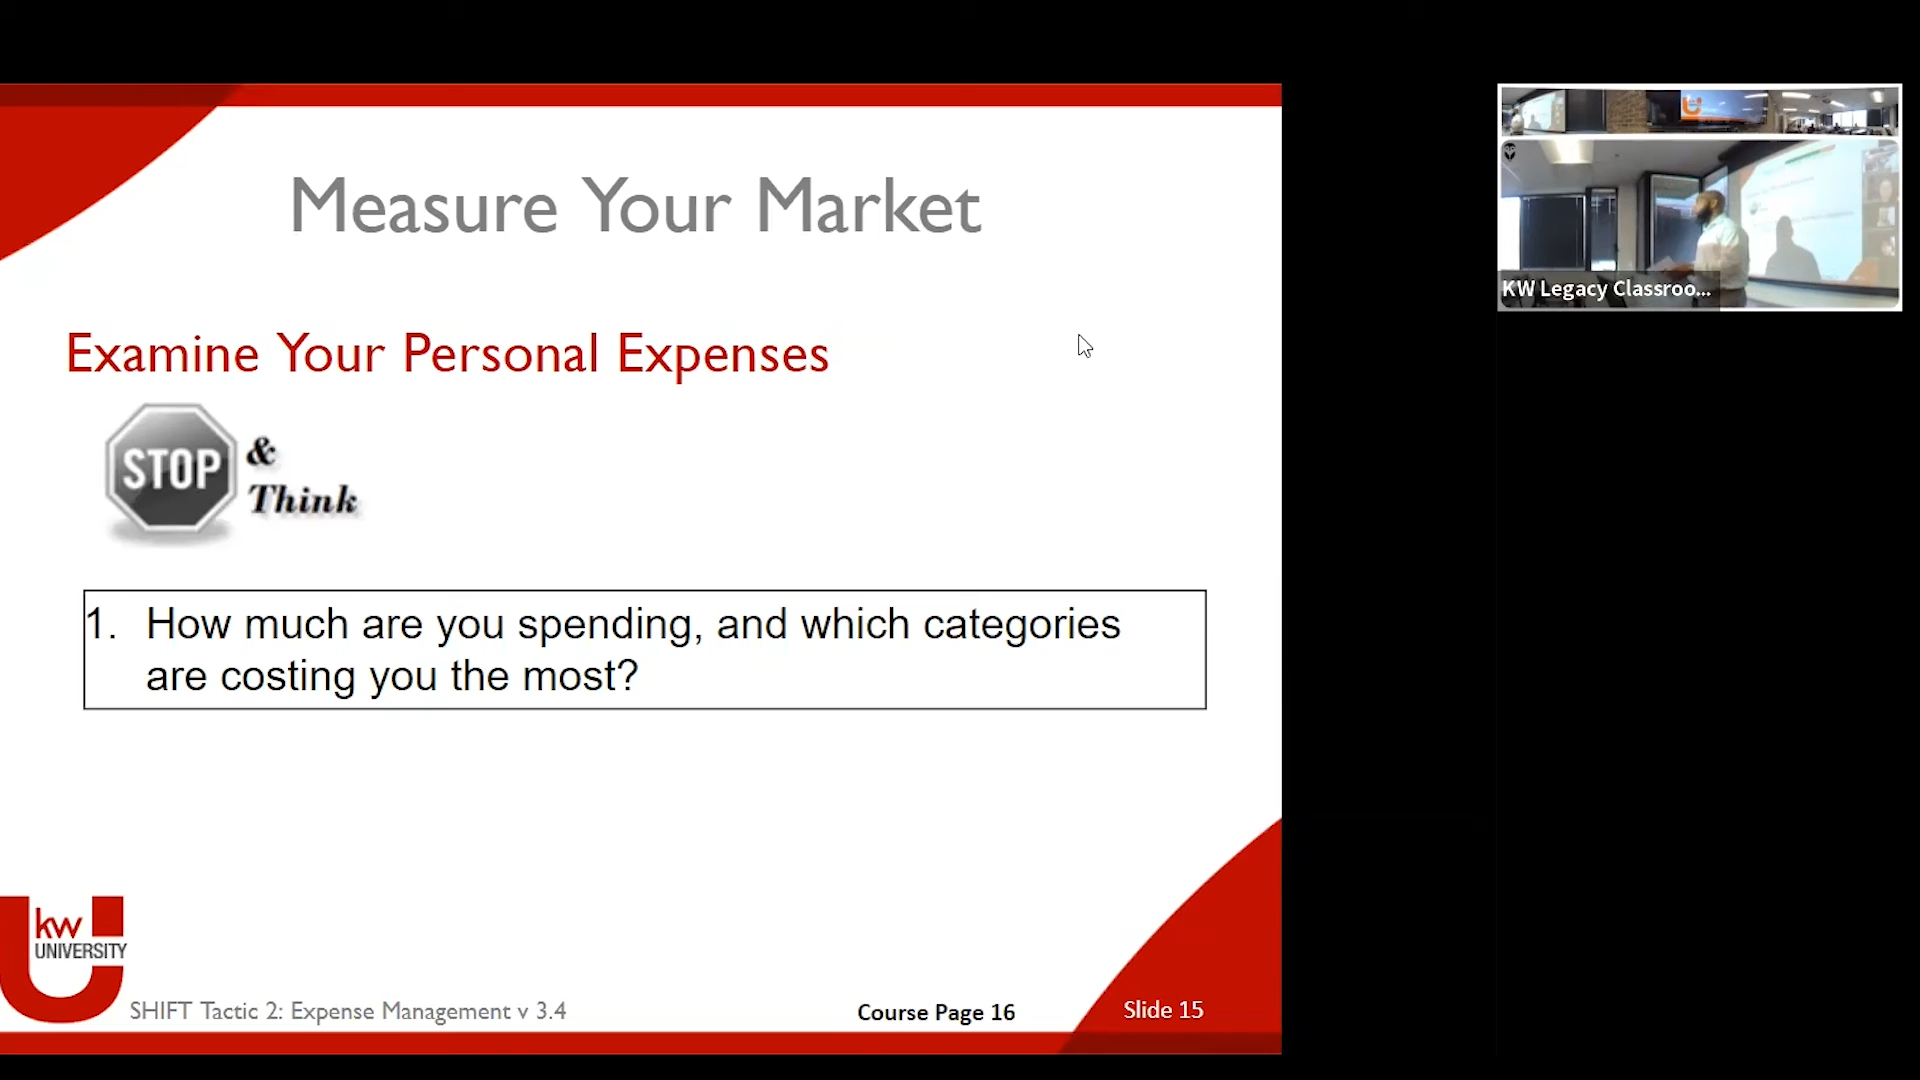 Measure Your Market
Examine Your Personal Expenses
STOP
&
Think
1. How much are you spending, and which categories
are costing you the most?
kw
UNIVERSITY
SHIFT Tactic 2: Expense Management v 3.4
Course Page 16
Slide 15
KW Legacy Classroo...